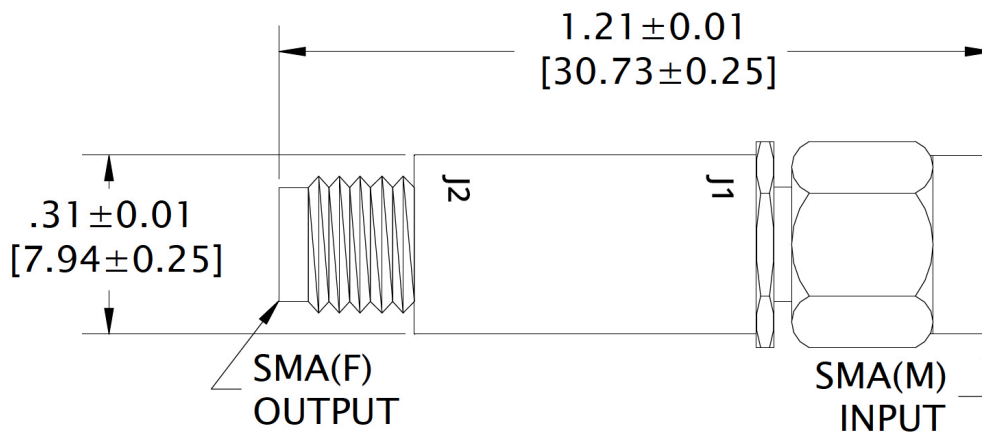 1.21±0.01
[30.73±0.25]
.31±0.01
[7.94±0.25]
J2
J1
SMA(F)
OUTPUT
SMA(M)
INPUT